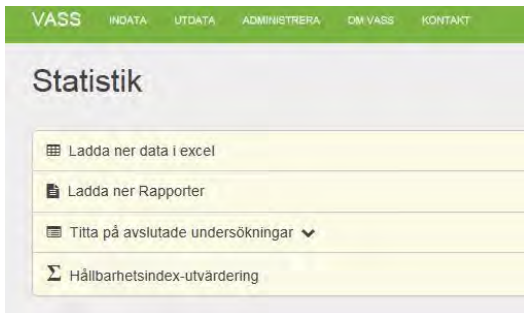 VASS INDATA UTDATA ADMINISTRERA OM VASS KONTAKT
Statistik
Ladda ner data i excel
Ladda ner Rapporter
Titta på avslutade undersökningar
Σ Hållbarhetsindex-utvärdering